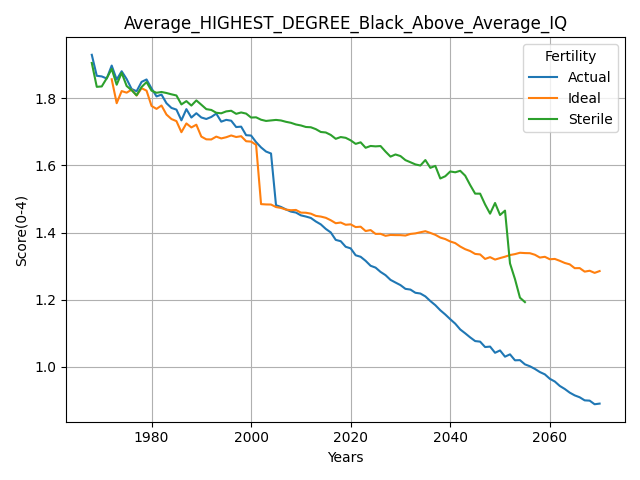 Average_HIGHEST_DEGREE_Black_Above_Average_IQ
Fertility
Actual
Ideal
Sterile
Score(0-4)
1.8
1.6
1.4
1.2
1.0
1980
2000
2020
2040
2060
Years